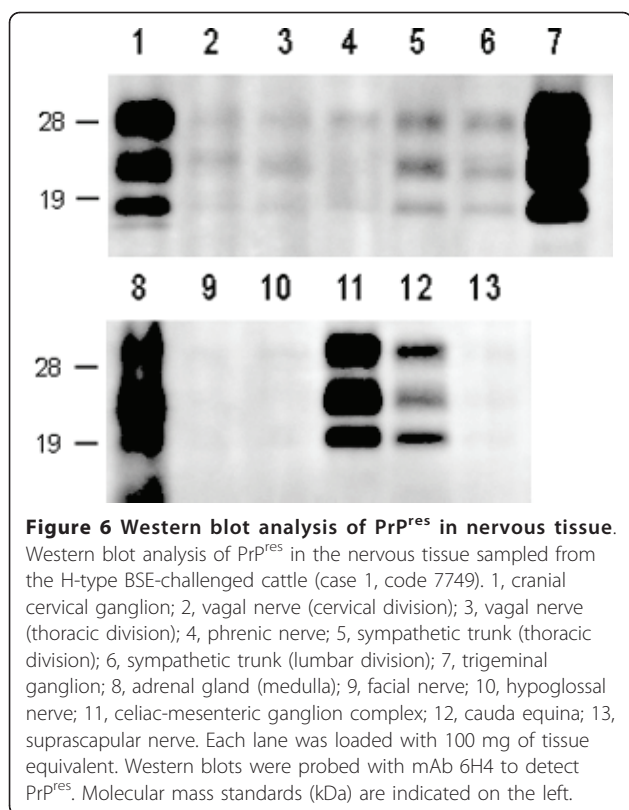 1 2 3 4 5 6 7
28 —
19 —
8 9 10 11 12 13
28 —
19 —
Figure 6 Western blot analysis of PrPres in nervous tissue.
Western blot analysis of PrPres in the nervous tissue sampled from
the H-type BSE-challenged cattle (case 1, code 7749). 1, cranial
cervical ganglion; 2, vagal nerve (cervical division); 3, vagal nerve
(thoracic division); 4, phrenic nerve; 5, sympathetic trunk (thoracic
division); 6, sympathetic trunk (lumbar division); 7, trigeminal
ganglion; 8, adrenal gland (medulla); 9, facial nerve; 10, hypoglossal
nerve; 11, celiac-mesenteric ganglion complex; 12, cauda equina; 13,
suprascapular nerve. Each lane was loaded with 100 mg of tissue
equivalent. Western blots were probed with mAb 6H4 to detect
PrPres. Molecular mass standards (kDa) are indicated on the left.